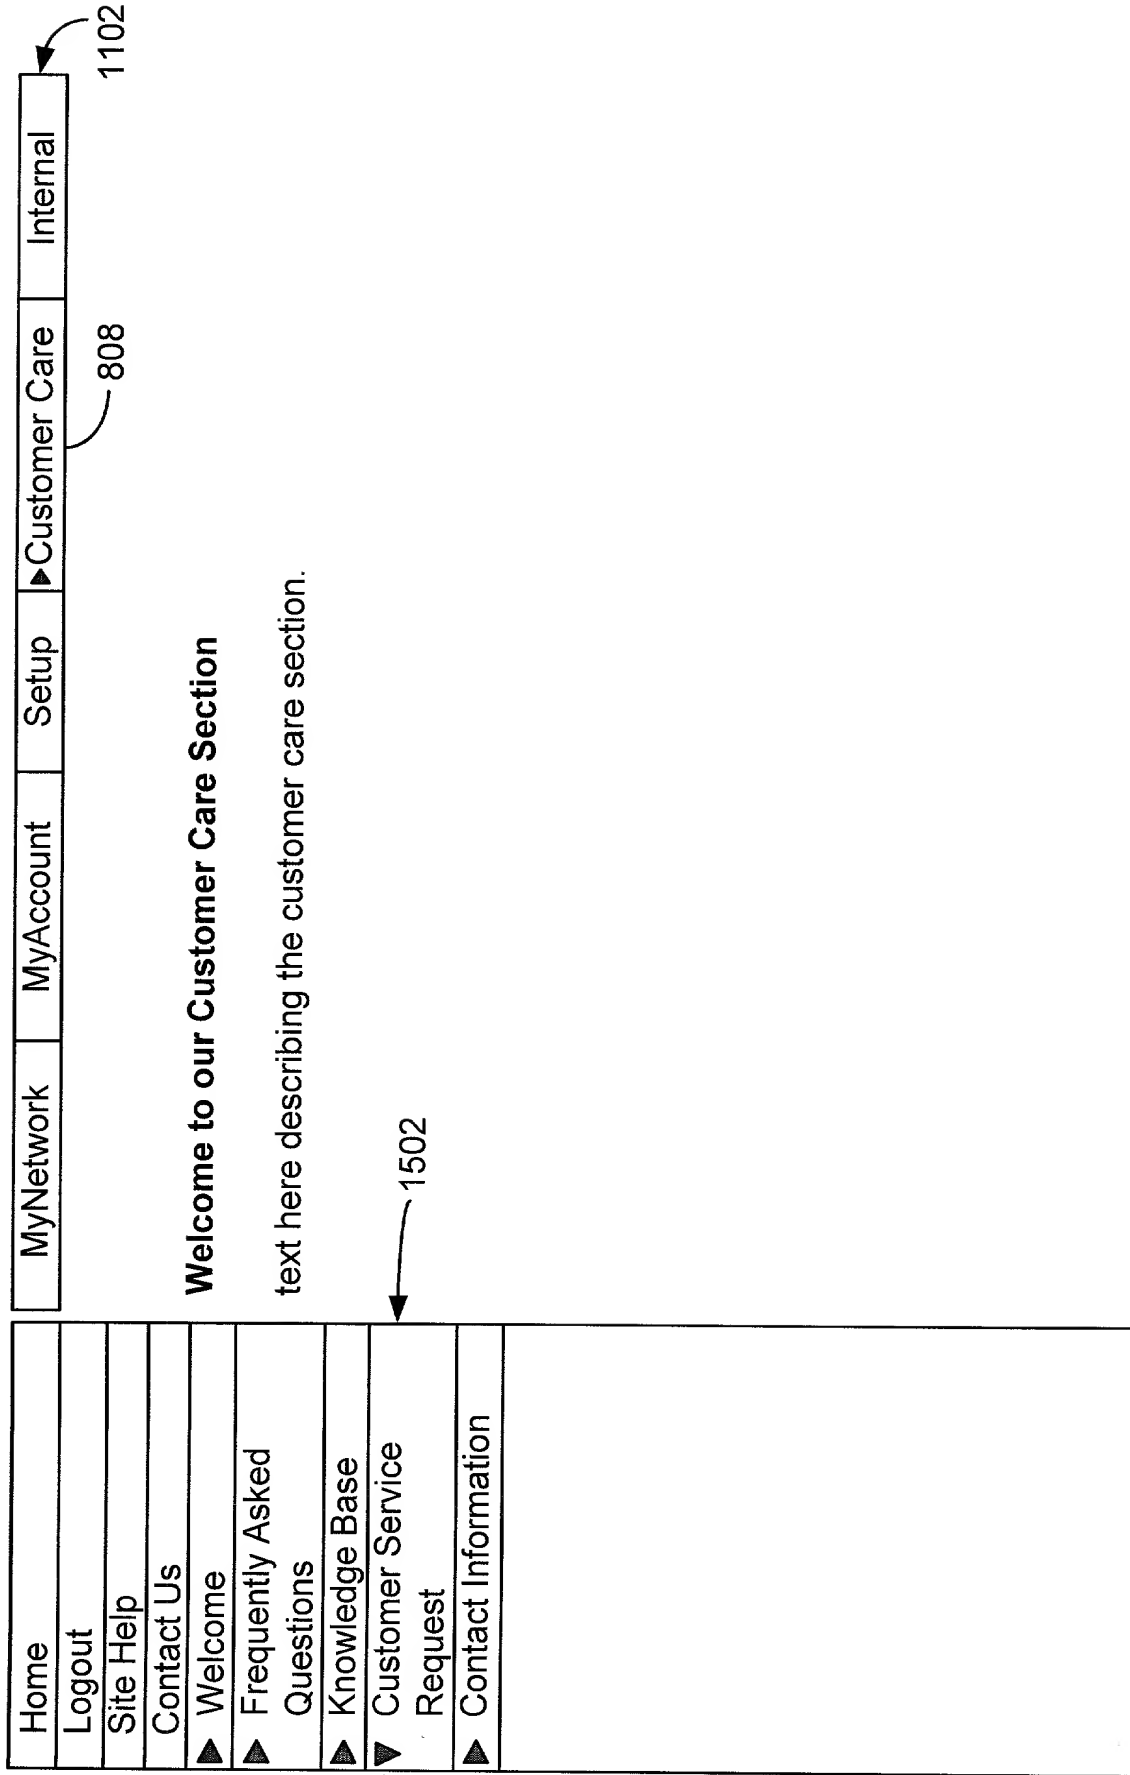 Home
Logout
Site Help
Contact Us
Welcome
Frequently Asked
Questions
Knowledge Base
Customer Service
Request
Contact Information
MyNetwork MyAccount Setup Customer Care Internal
1102
808
Welcome to our Customer Care Section
text here describing the customer care section.
1502